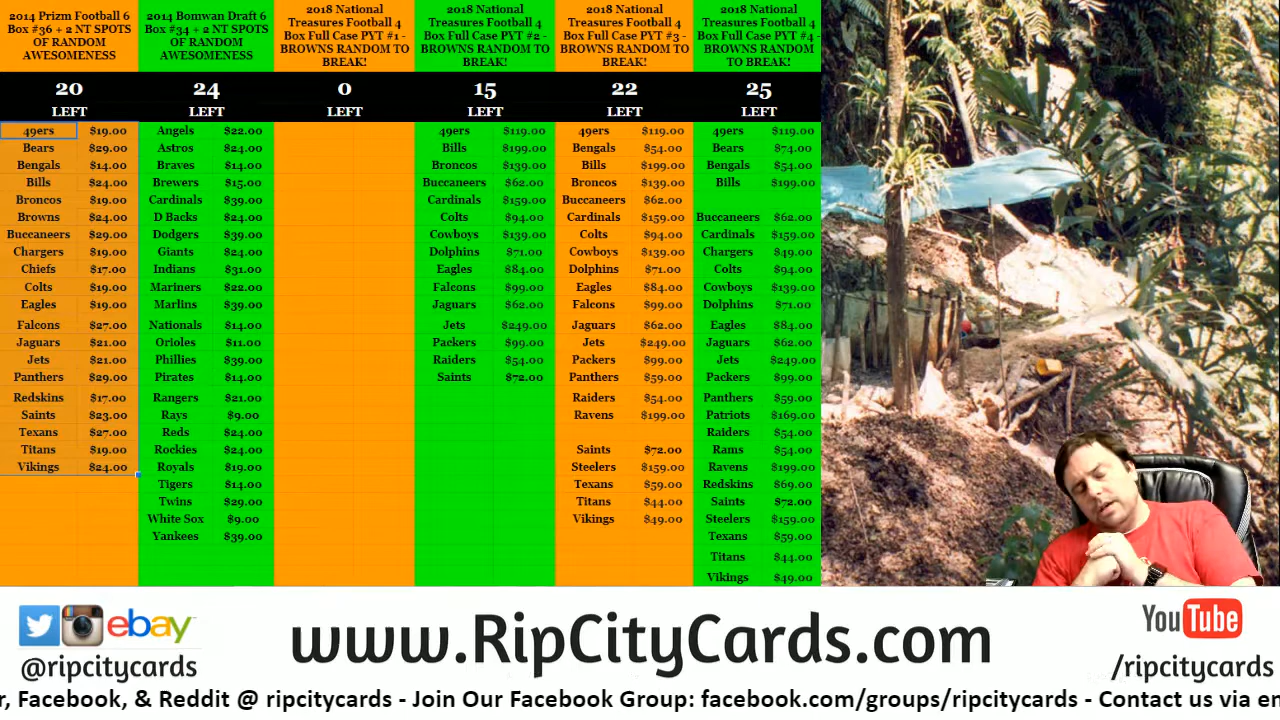 2014 Prizm Football 6
Box #36 + 2 NT SPOTS
OF RANDOM
AWESOMENESS
20
LEFT
49ers $19.00
Bears $29.00
Bengals $14.00
Bills $24.00
Broncos $19.00
Browns $24.00
Buccaneers $29.00
Chargers $19.00
Chiefs $17.00
Colts $19.00
Eagles $19.00
Falcons $27.00
Jaguars $21.00
Jets $21.00
Panthers $29.00
Redskins $17.00
Saints $23.00
Texans $27.00
Titans $19.00
Vikings $24.00
2014 Bomwan Draft 6
Box #34 + 2 NT SPOTS
OF RANDOM
AWESOMENESS
24
LEFT
Angels $22.00
Astros $24.00
Braves $14.00
Brewers $15.00
Cardinals $39.00
D Backs $24.00
Dodgers $39.00
Giants $24.00
Indians $31.00
Mariners $22.00
Marlins $39.00
Nationals $14.00
Orioles $11.00
Phillies $39.00
Pirates $14.00
Rangers $21.00
Rays $9.00
Reds $24.00
Rockies $24.00
Royals $19.00
Tigers $14.00
Twins $29.00
White Sox $9.00
Yankees $39.00
2018 National
Treasures Football 4
Box Full Case PYT #1 -
BROWNS RANDOM TO
BREAK!
0
LEFT
2018 National
Treasures Football 4
Box Full Case PYT #2 -
BROWNS RANDOM TO
BREAK!
15
LEFT
49ers $119.00
Bills $199.00
Broncos $139.00
Buccaneers $62.00
Cardinals $159.00
Colts $94.00
Cowboys $139.00
Dolphins $71.00
Eagles $84.00
Falcons $99.00
Jaguars $62.00
Jets $249.00
Packers $99.00
Raiders $54.00
Saints $72.00
2018 National
Treasures Football 4
Box Full Case PYT #3 -
BROWNS RANDOM TO
BREAK!
22
LEFT
49ers $119.00
Bengals $54.00
Bills $199.00
Broncos $139.00
Buccaneers $62.00
Cardinals $159.00
Colts $94.00
Cowboys $139.00
Dolphins $71.00
Eagles $84.00
Falcons $99.00
Jaguars $62.00
Jets $249.00
Packers $99.00
Panthers $59.00
Raiders $54.00
Ravens $199.00
Saints $72.00
Steelers $159.00
Texans $59.00
Titans $44.00
Vikings $49.00
2018 National
Treasures Football 4
Box Full Case PYT #4 -
BROWNS RANDOM
TO BREAK!
25
LEFT
49ers $119.00
Bears $74.00
Bengals $54.00
Bills $199.00
Buccaneers $62.00
Cardinals $159.00
Chargers $49.00
Colts $94.00
Cowboys $139.00
Dolphins $71.00
Eagles $84.00
Jaguars $62.00
Jets $249.00
Packers $99.00
Panthers $59.00
Patriots $169.00
Raiders $54.00
Rams $54.00
Ravens $199.00
Redskins $69.00
Saints $72.00
Steelers $159.00
Texans $59.00
Titans $44.00
Vikings $49.00
ebay
@ripcitycards
www.RipCityCards.com
YouTube
/ripcitycards
r, Facebook, & Reddit @ ripcitycards - Join Our Facebook Group: facebook.com/groups/ripcitycards - Contact us via em